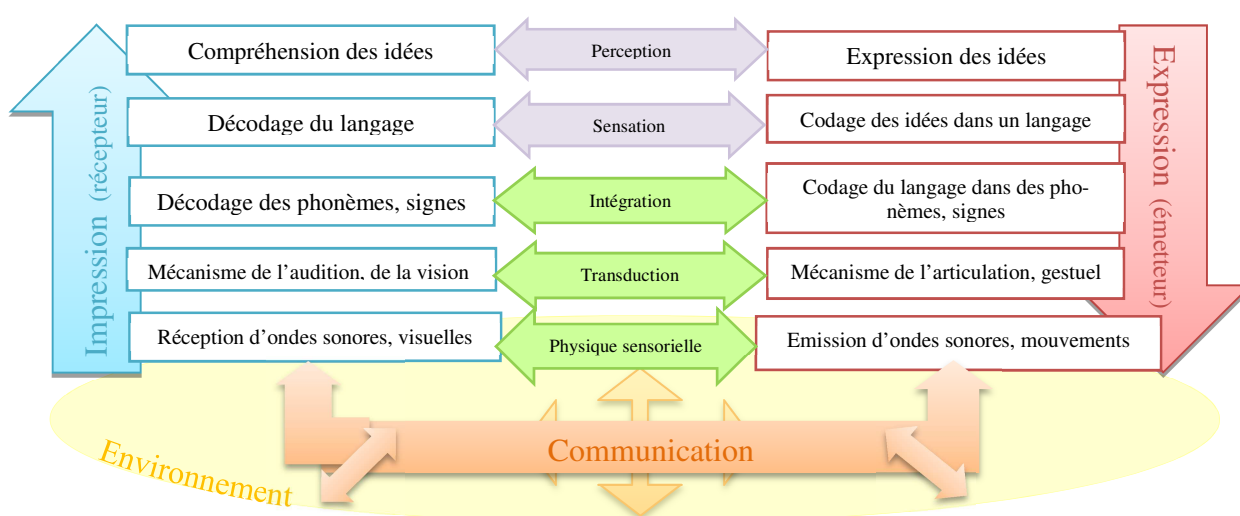 Compréhension des idées
Perception
Expression des idées
Décodage du langage
Sensation
Codage des idées dans un langage
Décodage des phonèmes, signes
Intégration
Codage du langage dans des pho-
nèmes, signes
Mécanisme de l’audition, de la vision
Transduction
Mécanisme de l’articulation, gestuel
Réception d’ondes sonores, visuelles
Physique sensorielle
Emission d’ondes sonores, mouvements
Impression (récepteur)
Expression (émetteur)
Communication
Environnement